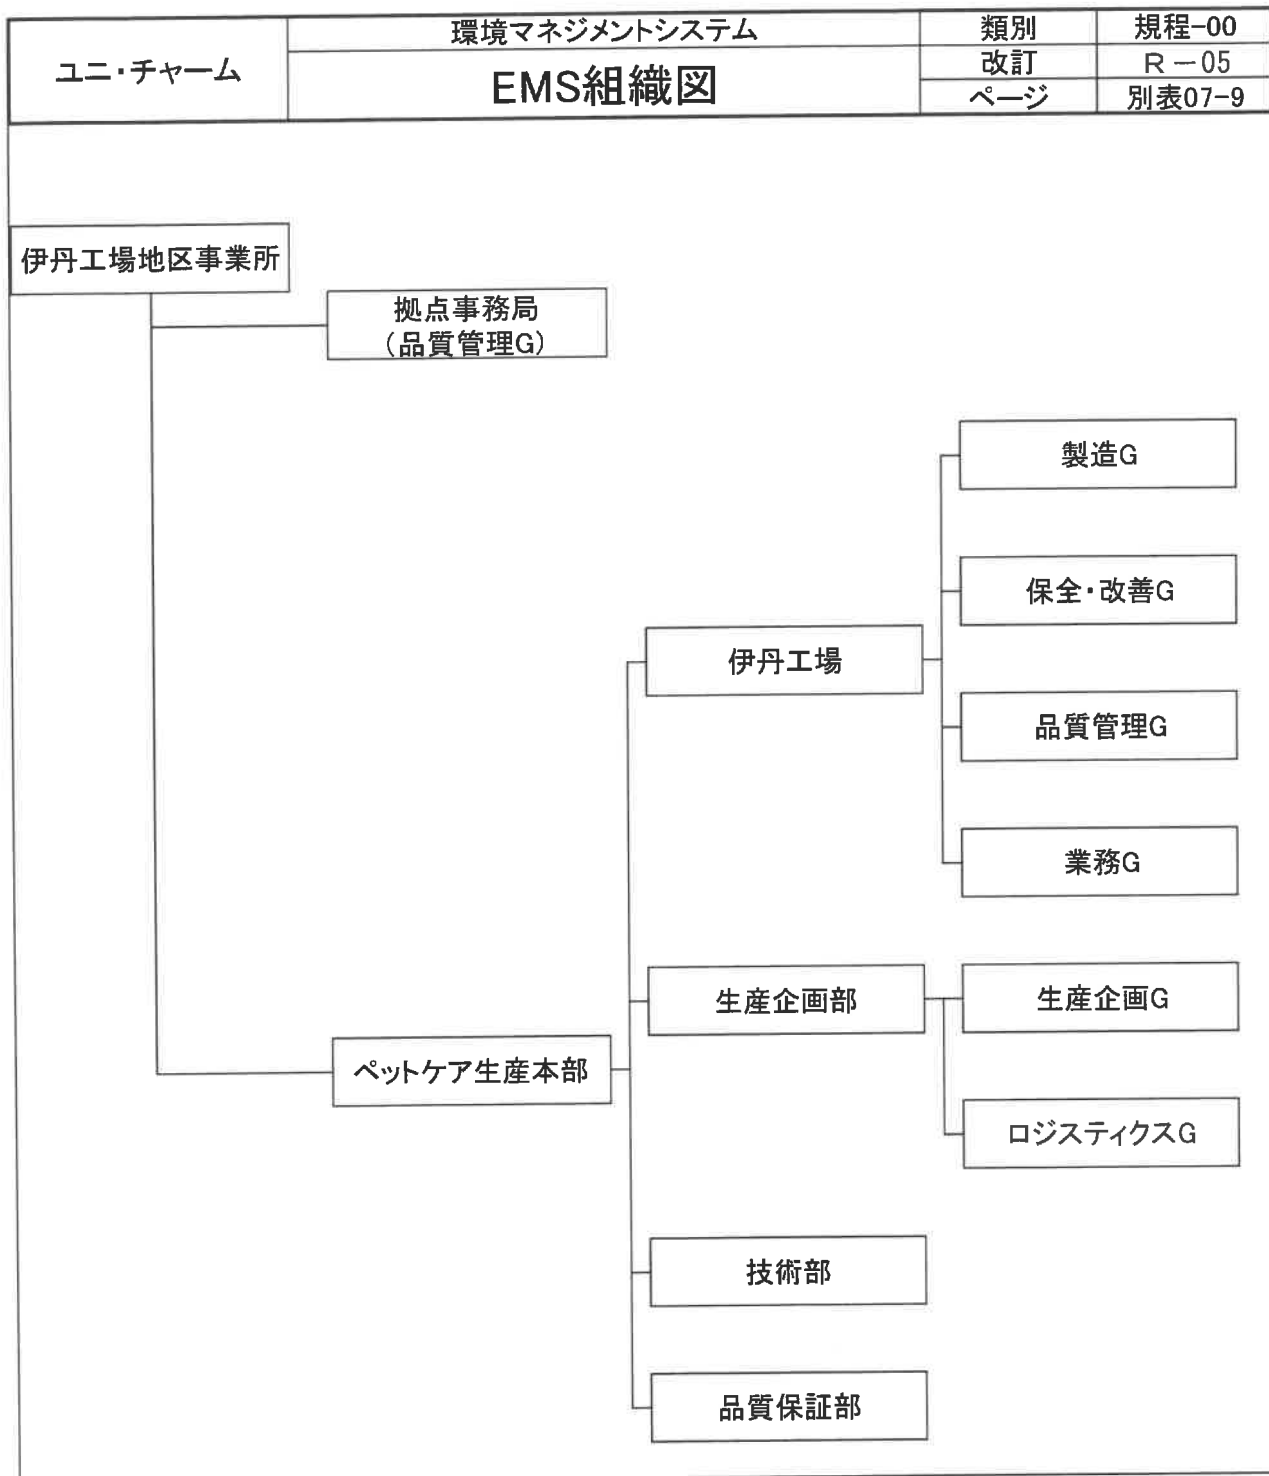 ユニ・チャーム
環境マネジメントシステム
EMS組織図
類別
規程-00
改訂
R－05
ページ
別表07-9
伊丹工場地区事業所
拠点事務局
(品質管理G)
製造G
保全・改善G
伊丹工場
品質管理G
業務G
生産企画部
生産企画G
ペットケア生産本部
ロジスティクスG
技術部
品質保証部